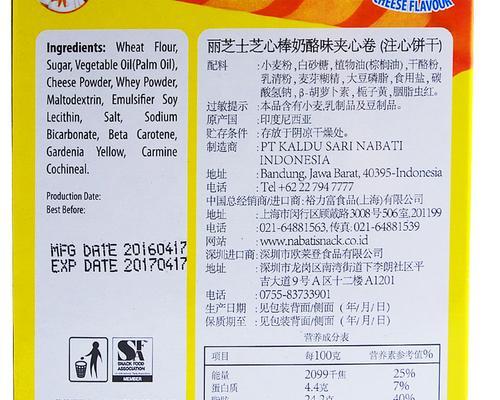 CHEESE FLAVOUR
Ingredients: Wheat Flour,
Sugar, Vegetable Oil(Palm Oil),
Cheese Powder, Whey Powder,
Maltodextrin, Emulsifier Soy
Lecithin, Salt, Sodium
Bicarbonate, Beta Carotene,
Gardenia Yellow, Carmine
Cochineal.
Production Date:
Best Before:
MFG DATE 20160417
EXP DATE 20170417
SFA
SNACK FOOD
ASSOCIATION
MEMBER
丽芝士芝心棒奶酪味夹心卷 (注心饼干)
配料 :小麦粉,白砂糖,植物油(棕榈油),干酪粉,
乳清粉,麦芽糊精,大豆磷脂,食用盐,碳
酸氢钠,β-胡萝卜素,栀子黄,胭脂虫红。
过敏提示 :本品含有小麦,乳制品及豆制品。
原产国 :印度尼西亚
贮存条件 :存放于阴凉干燥处。
制造商 :PT KALDU SARI NABATI
INDONESIA
地址 :Bandung, Jawa Barat, 40395-Indonesia
电话 :Tel +62 22 794 7777
中国总经销商/进口商:裕力富食品(上海)有限公司
地址 :上海市闵行区顾戴路3008号506室,201199
电话 :021-64881563,传真:021-64881539
网站 :www.nabatisnack.co.id
深圳进口商:深圳市欧莱登食品有限公司
地址 :深圳市龙岗区南湾街道下李朗社区平
吉大道9号A区十二楼A1201
电话 :0755-83733901
生产日期 :见包装背面/侧面 (年/月/日)
保质期至 :见包装背面/侧面 (年/月/日)
营养成分表
项目 每100克 营养素参考值%
能量 2099千焦 25%
蛋白质 4.4克 7%
脂肪 24.2克 40%